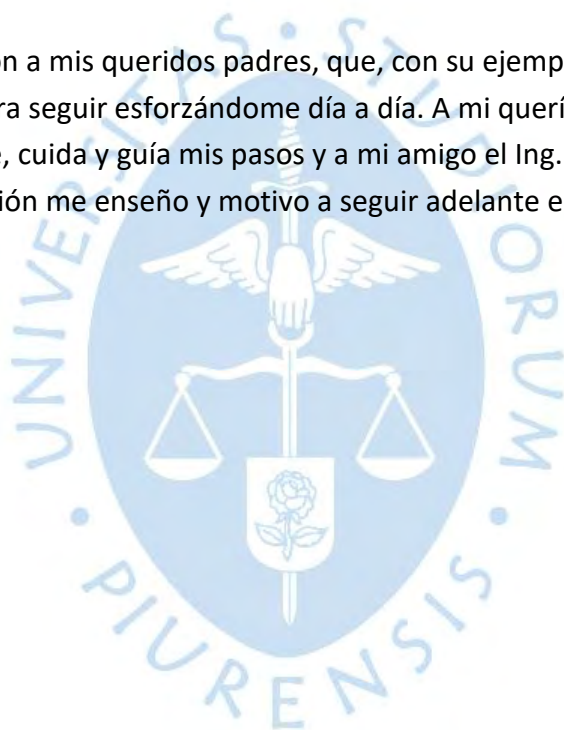 on a mis queridos padres, que, con su ejemp
ra seguir esforzándome día a día. A mi querí
e, cuida y guía mis pasos y a mi amigo el Ing.
ión me enseño y motivo a seguir adelante e
UNIVERSITAS • STUDIORUM • PIURENSIS •